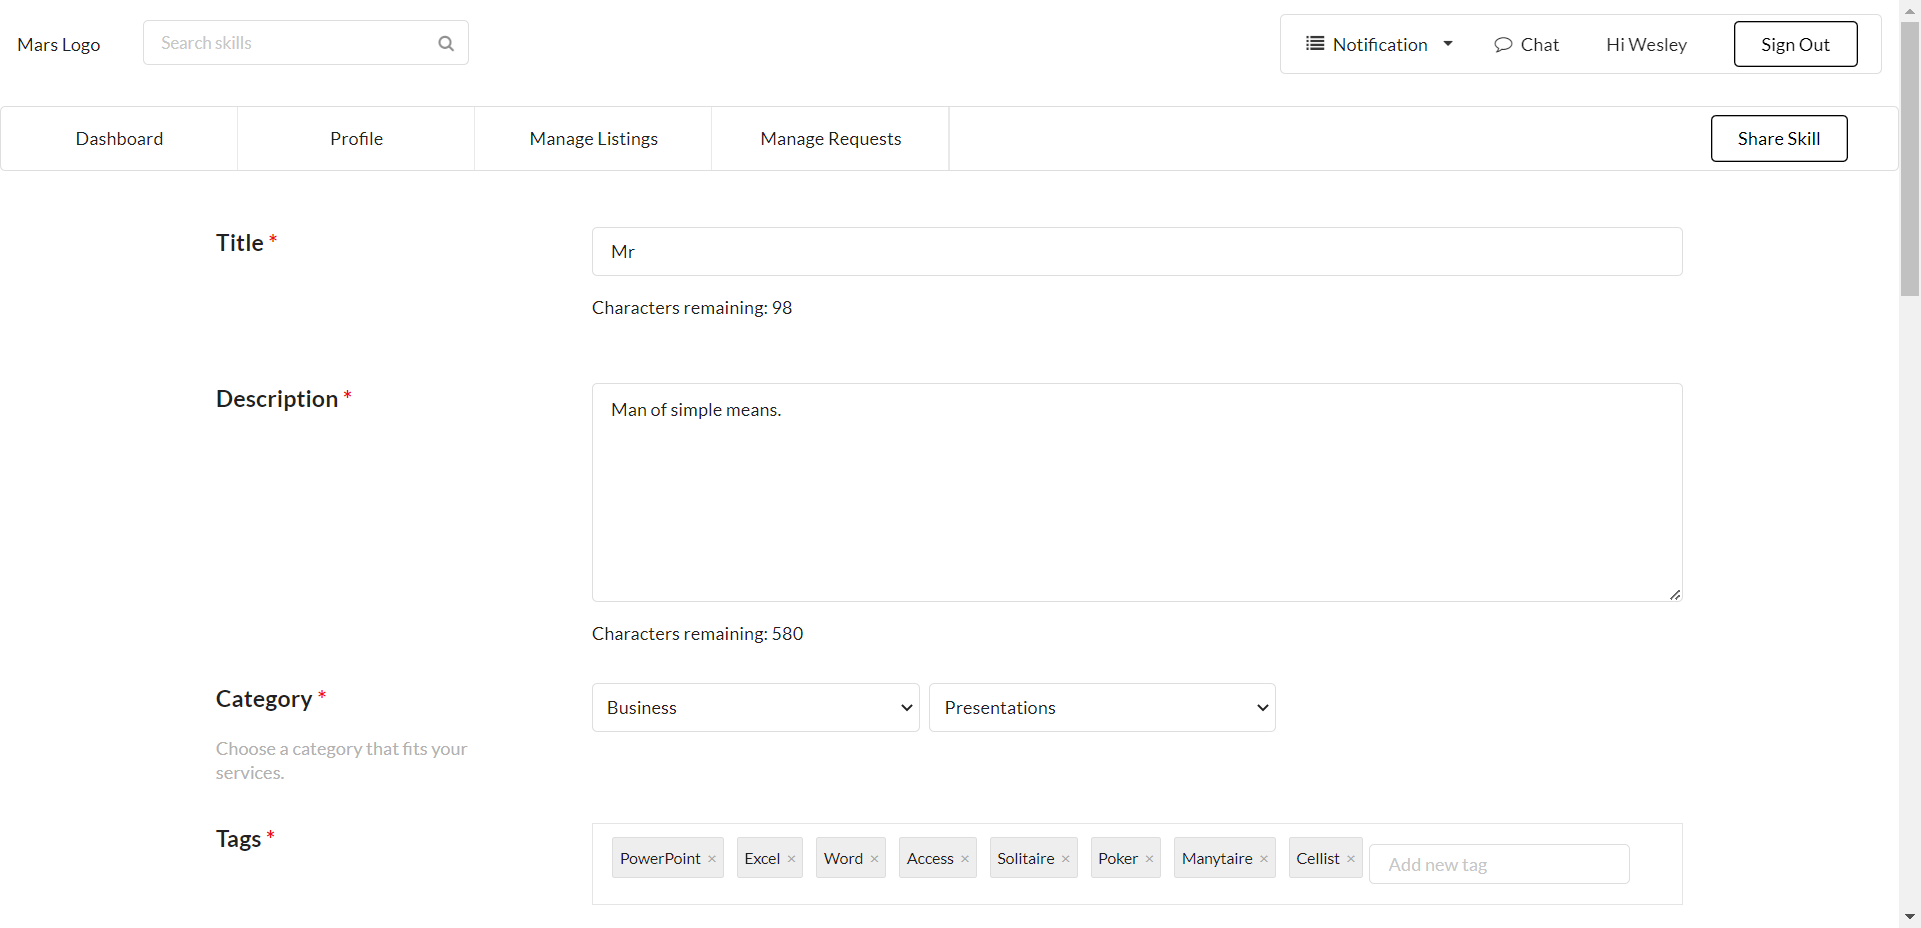 Mars Logo
Search skills
Notification
Chat
Hi Wesley
Sign Out
Dashboard
Profile
Manage Listings
Manage Requests
Share Skill
Title *
Mr
Characters remaining: 98
Description *
Man of simple means.
Characters remaining: 580
Category *
Business
Presentations
Choose a category that fits your
services.
Tags *
PowerPoint × Excel × Word × Access × Solitaire × Poker × Manytaire × Cellist × Add new tag